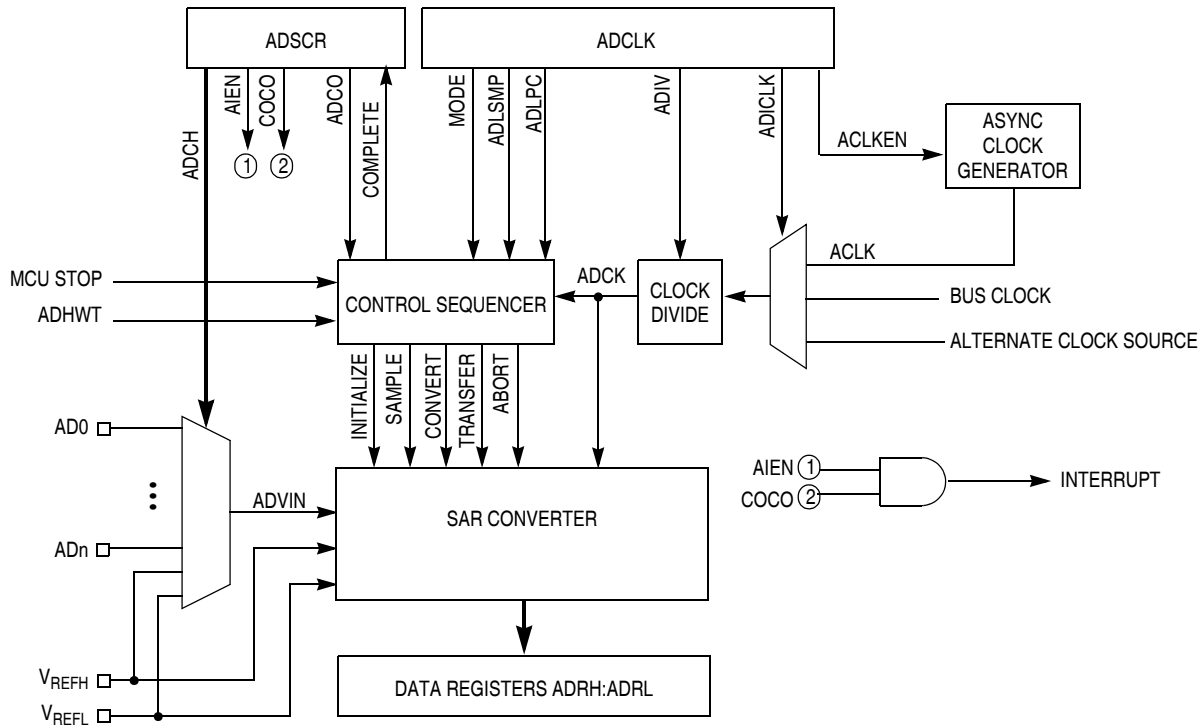 ADSCR
ADCLK
ADCH
AIEN
COCO
ADCO
COMPLETE
MODE
ADLSMP
ADLPC
ADIV
ADICLK
ACLKEN
ASYNC
CLOCK
GENERATOR
1
2
MCU STOP
ADHWT
CONTROL SEQUENCER
ADCK
CLOCK
DIVIDE
ACLK
BUS CLOCK
ALTERNATE CLOCK SOURCE
INITIALIZE
SAMPLE
CONVERT
TRANSFER
ABORT
AD0
ADn
ADVIN
SAR CONVERTER
AIEN 1
COCO 2
INTERRUPT
VREFH
VREFL
DATA REGISTERS ADRH:ADRL